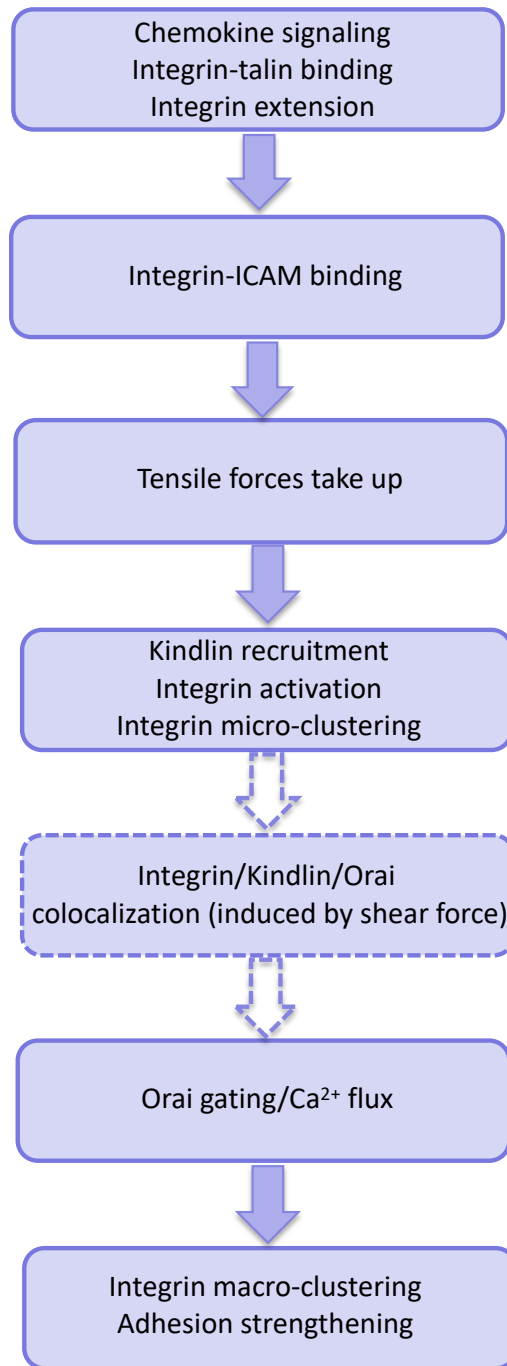 Chemokine signaling
Integrin-talin binding
Integrin extension
Integrin-ICAM binding
Tensile forces take up
Kindlin recruitment
Integrin activation
Integrin micro-clustering
Integrin/Kindlin/Orai
colocalization (induced by shear force)
Orai gating/Ca²⁺ flux
Integrin macro-clustering
Adhesion strengthening